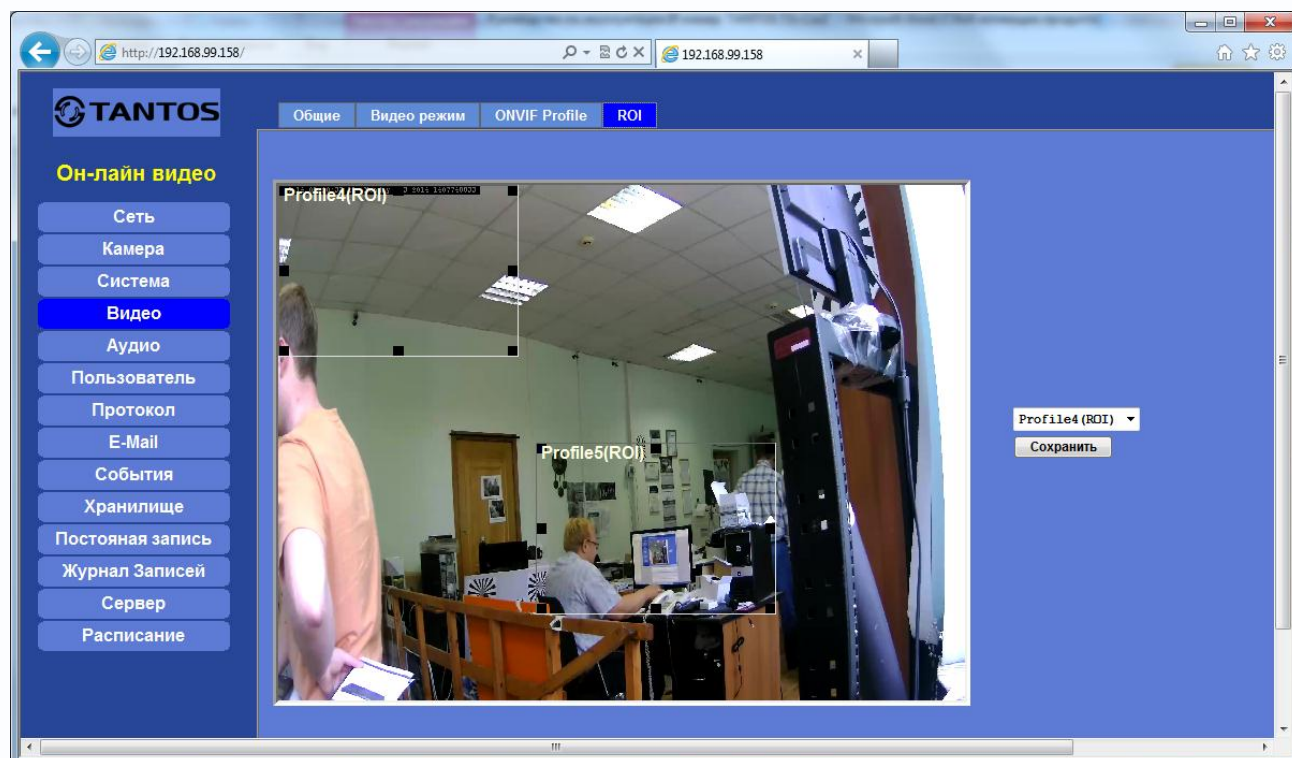 http://192.168.99.158/
192.168.99.158
TANTOS
Общие
Видео режим
ONVIF Profile
ROI
Он-лайн видео
Сеть
Камера
Система
Видео
Аудио
Пользователь
Протокол
E-Mail
События
Хранилище
Постояная запись
Журнал Записей
Сервер
Расписание
Profile4(ROI)
Profile5(ROI)
Profile4(ROI)
Сохранить